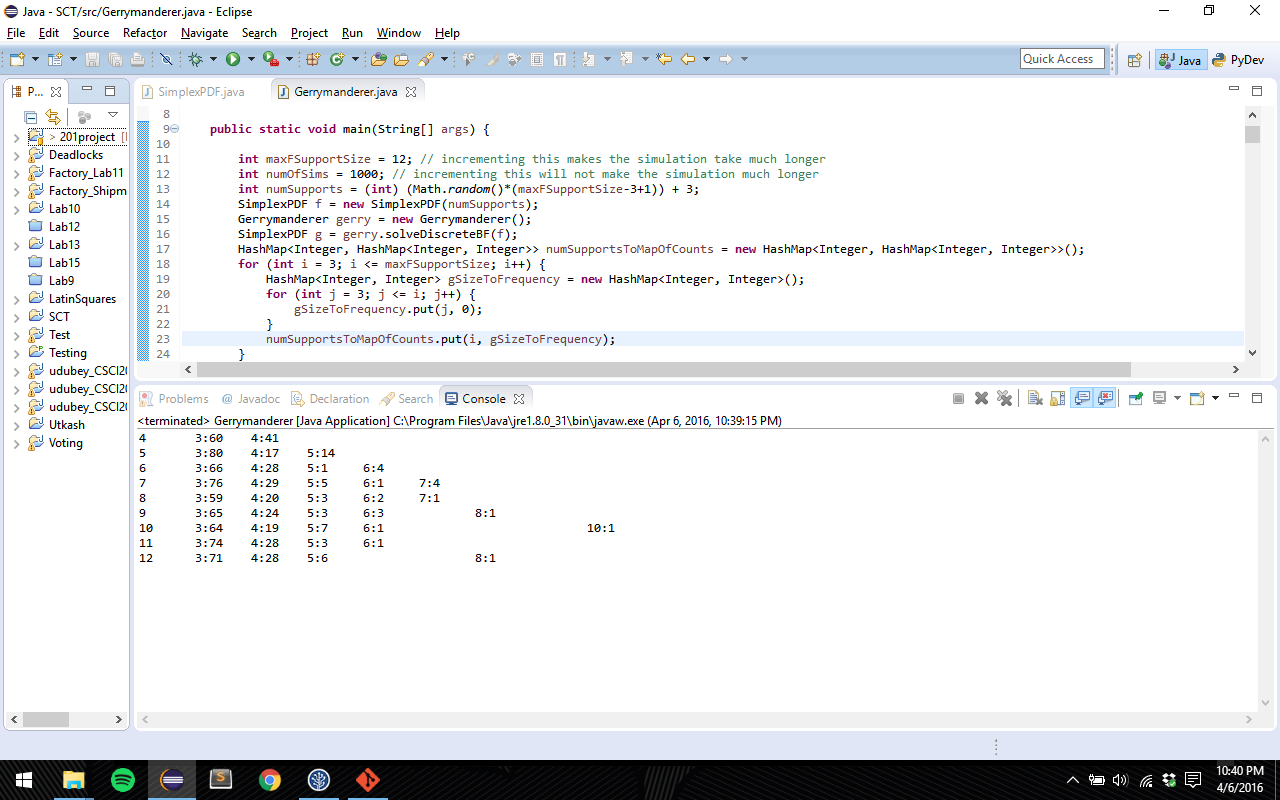 Java - SCT/src/Gerrymanderer.java - Eclipse
File Edit Source Refactor Navigate Search Project Run Window Help
Quick Access Java PyDev
P...
> 201project
Deadlocks
Factory_Lab11
Factory_Shipm
Lab10
Lab12
Lab13
Lab15
Lab9
LatinSquares
SCT
Test
Testing
udubey_CSCI20
udubey_CSCI20
udubey_CSCI20
Utkash
Voting
SimplexPDF.java Gerrymanderer.java
8
9 public static void main(String[] args) {
10
11 int maxFSupportSize = 12; // incrementing this makes the simulation take much longer
12 int numOfSims = 1000; // incrementing this will not make the simulation much longer
13 int numSupports = (int) (Math.random()*(maxFSupportSize-3+1)) + 3;
14 SimplexPDF f = new SimplexPDF(numSupports);
15 Gerrymanderer gerry = new Gerrymanderer();
16 SimplexPDF g = gerry.solveDiscreteBF(f);
17 HashMap<Integer, HashMap<Integer, Integer>> numSupportsToMapOfCounts = new HashMap<Integer, HashMap<Integer, Integer>>();
18 for (int i = 3; i <= maxFSupportSize; i++) {
19 HashMap<Integer, Integer> gSizeToFrequency = new HashMap<Integer, Integer>();
20 for (int j = 3; j <= i; j++) {
21 gSizeToFrequency.put(j, 0);
22 }
23 numSupportsToMapOfCounts.put(i, gSizeToFrequency);
24 }
Problems @ Javadoc Declaration Search Console
<terminated> Gerrymanderer [Java Application] C:\Program Files\Java\jre1.8.0_31\bin\javaw.exe (Apr 6, 2016, 10:39:15 PM)
4 3:60 4:41
5 3:80 4:17 5:14
6 3:66 4:28 5:1 6:4
7 3:76 4:29 5:5 6:1 7:4
8 3:59 4:20 5:3 6:2 7:1
9 3:65 4:24 5:3 6:3 8:1
10 3:64 4:19 5:7 6:1 10:1
11 3:74 4:28 5:3 6:1
12 3:71 4:28 5:6 8:1
10:40 PM
4/6/2016